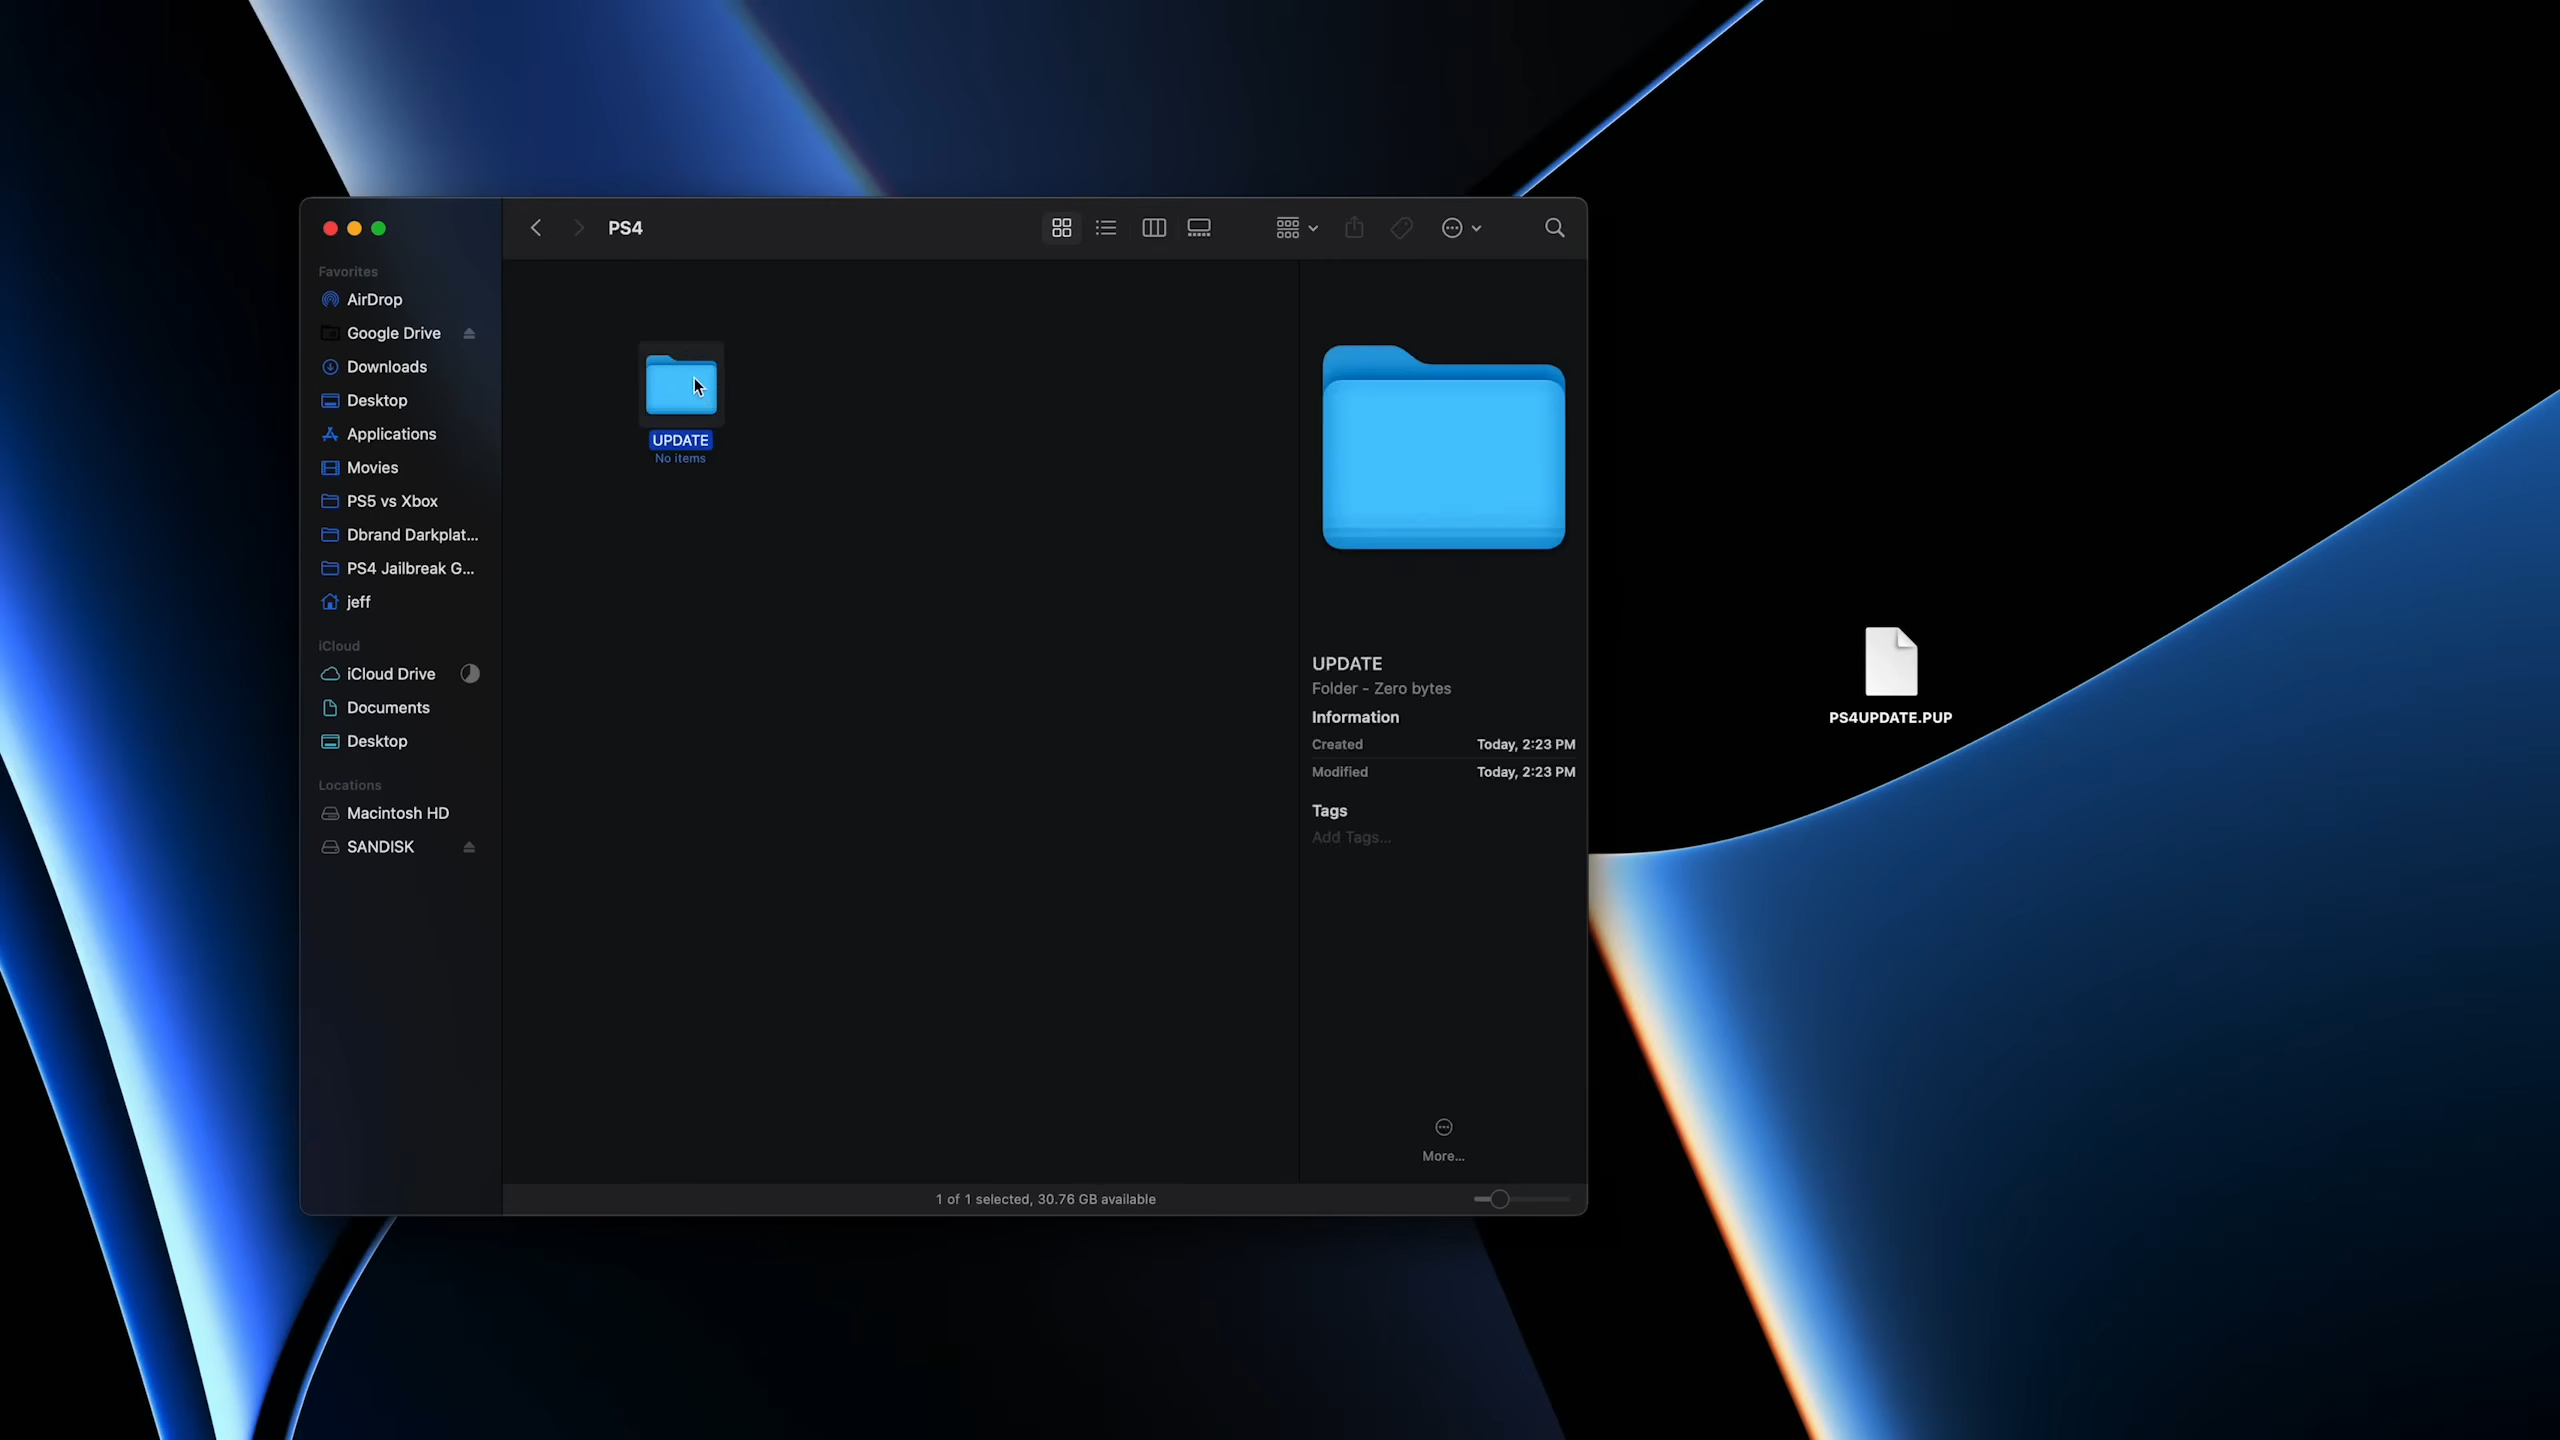 PS4
Favorites
AirDrop
Google Drive
Downloads
Desktop
Applications
Movies
PS5 vs Xbox
Dbrand Darkplat...
PS4 Jailbreak G...
jeff
iCloud
iCloud Drive
Documents
Desktop
Locations
Macintosh HD
SANDISK
UPDATE
No items
UPDATE
Folder - Zero bytes
Information
Created Today, 2:23 PM
Modified Today, 2:23 PM
Tags
Add Tags...
More...
1 of 1 selected, 30.76 GB available
PS4UPDATE.PUP